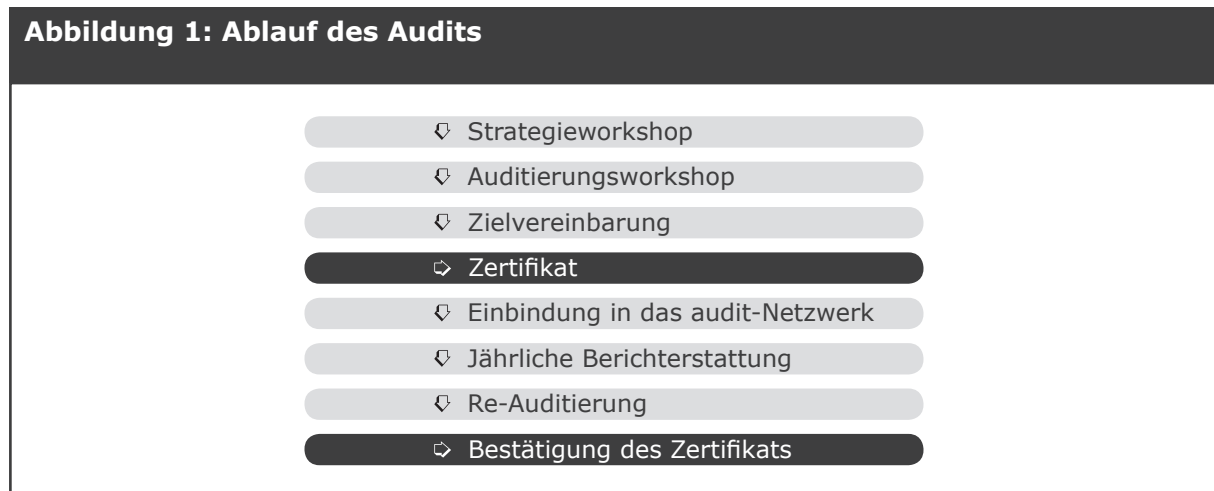 Abbildung 1: Ablauf des Audits
Strategieworkshop
Auditierungsworkshop
Zielvereinbarung
Zertifikat
Einbindung in das audit-Netzwerk
Jährliche Berichterstattung
Re-Auditierung
Bestätigung des Zertifikats